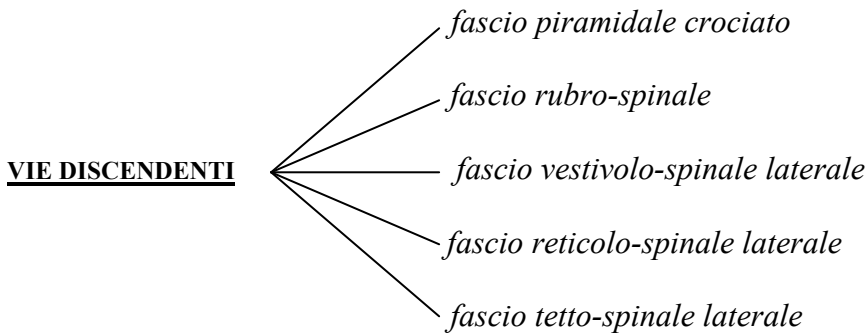 fascio piramidale crociato
fascio rubro-spinale
VIE DISCENDENTI
fascio vestivolo-spinale laterale
fascio reticolo-spinale laterale
fascio tetto-spinale laterale